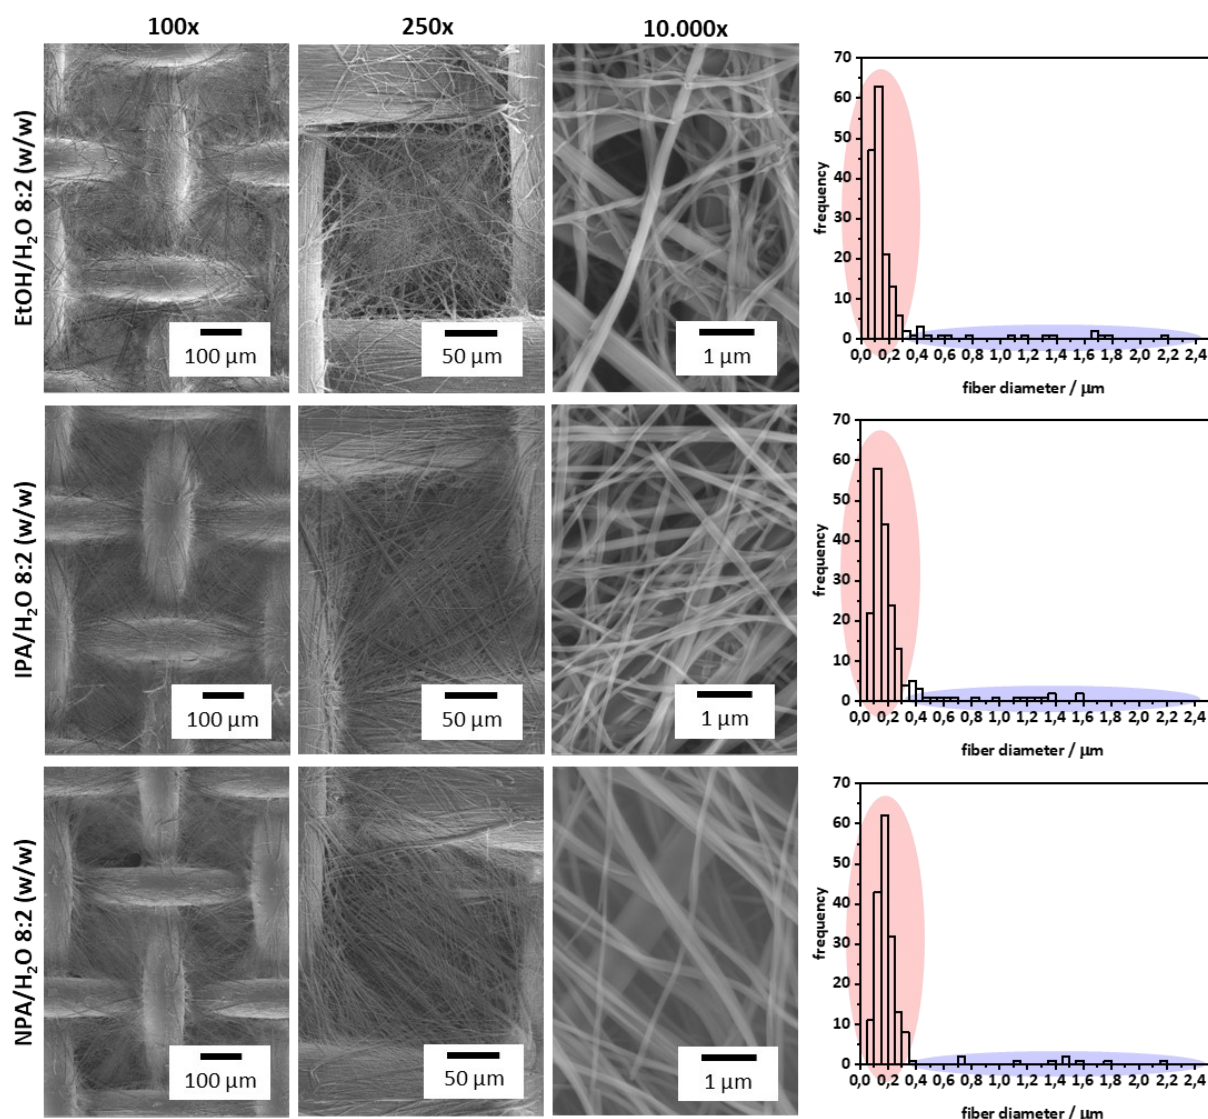 100x
250x
10.000x
EtOH/H₂O 8:2 (w/w)
100 µm
50 µm
1 µm
frequency
70
60
50
40
30
20
10
0
0,0 0,2 0,4 0,6 0,8 1,0 1,2 1,4 1,6 1,8 2,0 2,2 2,4
fiber diameter / µm
IPA/H₂O 8:2 (w/w)
100 µm
50 µm
1 µm
frequency
70
60
50
40
30
20
10
0
0,0 0,2 0,4 0,6 0,8 1,0 1,2 1,4 1,6 1,8 2,0 2,2 2,4
fiber diameter / µm
NPA/H₂O 8:2 (w/w)
100 µm
50 µm
1 µm
frequency
70
60
50
40
30
20
10
0
0,0 0,2 0,4 0,6 0,8 1,0 1,2 1,4 1,6 1,8 2,0 2,2 2,4
fiber diameter / µm